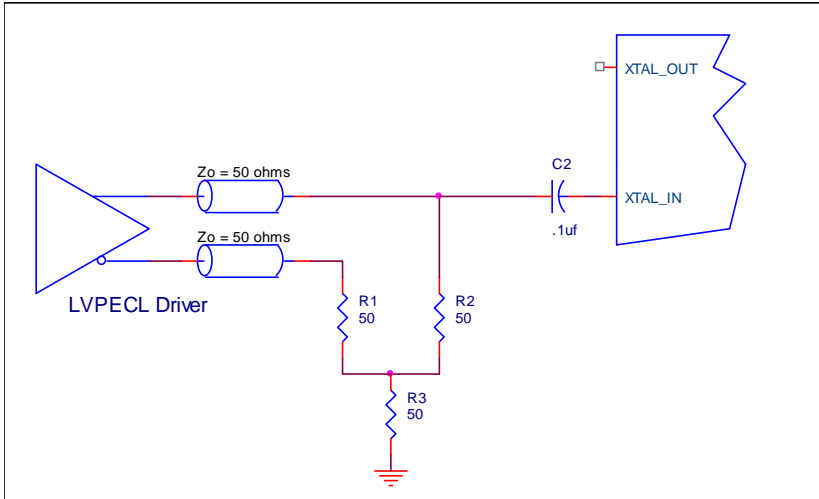 XTAL_OUT
Zo = 50 ohms
C2
XTAL_IN
.1uf
Zo = 50 ohms
LVPECL Driver
R1
50
R2
50
R3
50